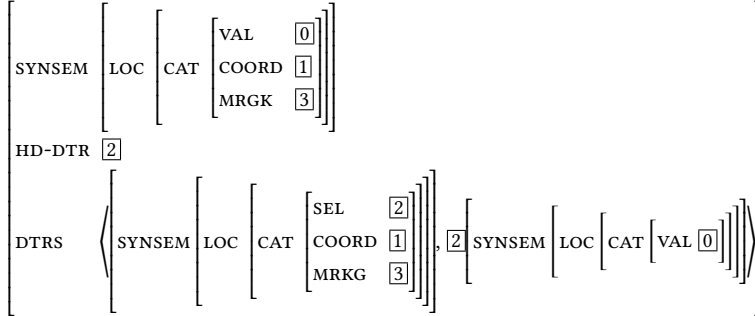 VAL 0
SYNSEM LOC CAT COORD 1
MRGK 3
HD-DTR 2
SEL 2
DTRS ⟨ SYNSEM LOC CAT COORD 1 , 2 SYNSEM LOC CAT VAL 0 ⟩
MRKG 3